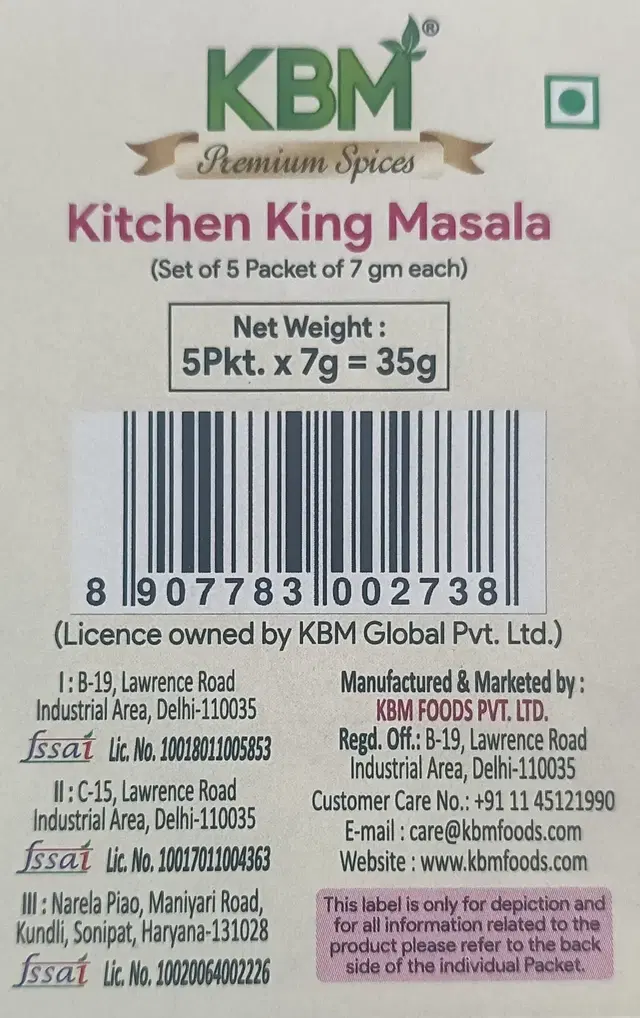 KBM®
Premium Spices
Kitchen King Masala
(Set of 5 Packet of 7 gm each)
Net Weight :
5Pkt. x 7g = 35g
8 907783 002738
(Licence owned by KBM Global Pvt. Ltd.)
I : B-19, Lawrence Road
Industrial Area, Delhi-110035
fssai Lic. No. 10018011005853
II : C-15, Lawrence Road
Industrial Area, Delhi-110035
fssai Lic. No. 10017011004363
III : Narela Piao, Maniyari Road,
Kundli, Sonipat, Haryana-131028
fssai Lic. No. 10020064002226
Manufactured & Marketed by :
KBM FOODS PVT. LTD.
Regd. Off.: B-19, Lawrence Road
Industrial Area, Delhi-110035
Customer Care No.: +91 11 45121990
E-mail : care@kbmfoods.com
Website : www.kbmfoods.com
This label is only for depiction and
for all information related to the
product please refer to the back
side of the individual Packet.